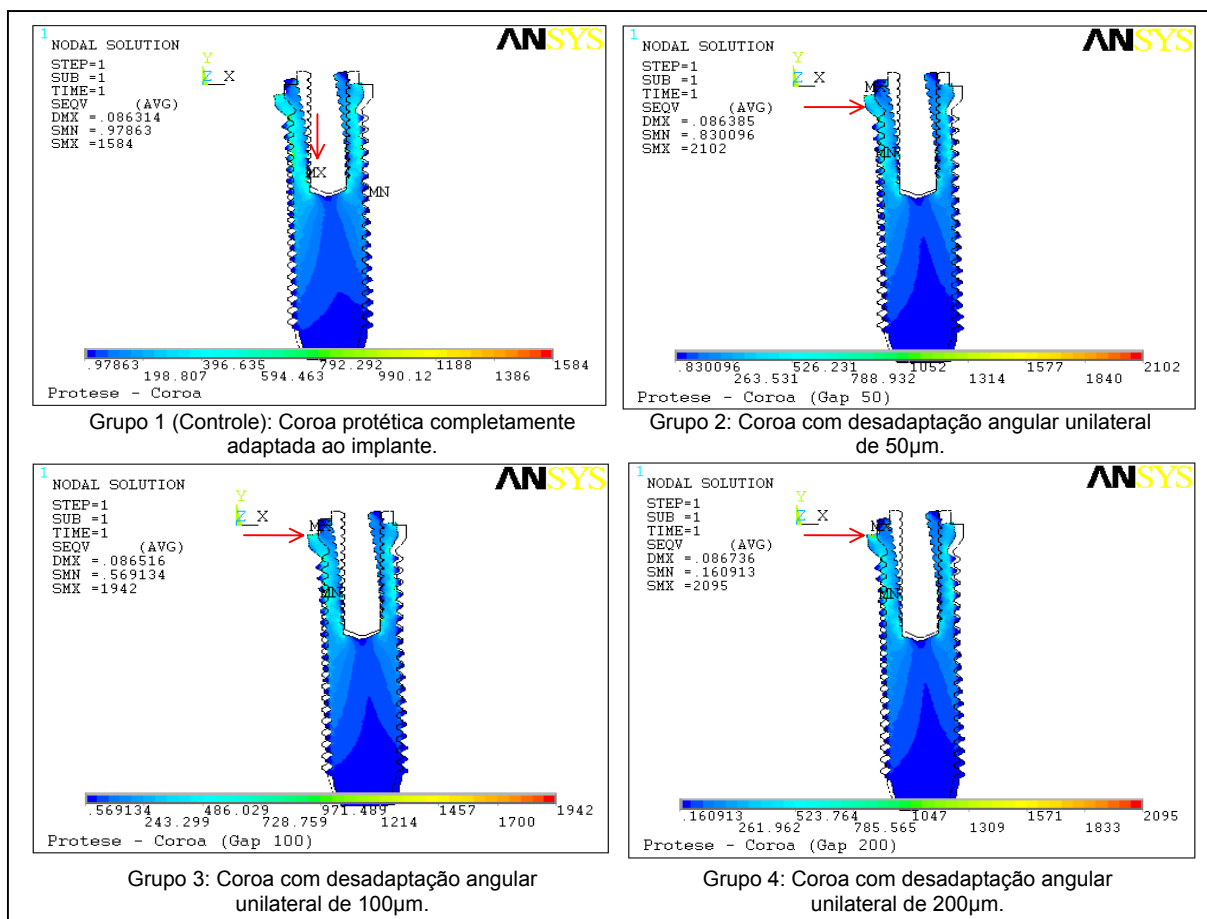 1
ANSYS
NODAL SOLUTION
STEP=1
SUB =1
TIME=1
SEQV (AVG)
DMX =.086314
SMN =.97863
SMX =1584
Y
Z X
MX
MN
.97863 396.635 792.292 1188 1584
198.807 594.463 990.12 1386
Protese - Coroa
Grupo 1 (Controle): Coroa protética completamente
adaptada ao implante.
1
ANSYS
NODAL SOLUTION
STEP=1
SUB =1
TIME=1
SEQV (AVG)
DMX =.086385
SMN =.830096
SMX =2102
Y
Z X
MX
MN
.830096 526.231 1052 1577 2102
263.531 788.932 1314 1840
Protese - Coroa (Gap 50)
Grupo 2: Coroa com desadaptação angular unilateral
de 50µm.
1
ANSYS
NODAL SOLUTION
STEP=1
SUB =1
TIME=1
SEQV (AVG)
DMX =.086516
SMN =.569134
SMX =1942
Y
Z X
MX
MN
.569134 486.029 971.489 1457 1942
243.299 728.759 1214 1700
Protese - Coroa (Gap 100)
Grupo 3: Coroa com desadaptação angular
unilateral de 100µm.
1
ANSYS
NODAL SOLUTION
STEP=1
SUB =1
TIME=1
SEQV (AVG)
DMX =.086736
SMN =.160913
SMX =2095
Y
Z X
MX
MN
.160913 523.764 1047 1571 2095
261.962 785.565 1309 1833
Protese - Coroa (Gap 200)
Grupo 4: Coroa com desadaptação angular
unilateral de 200µm.